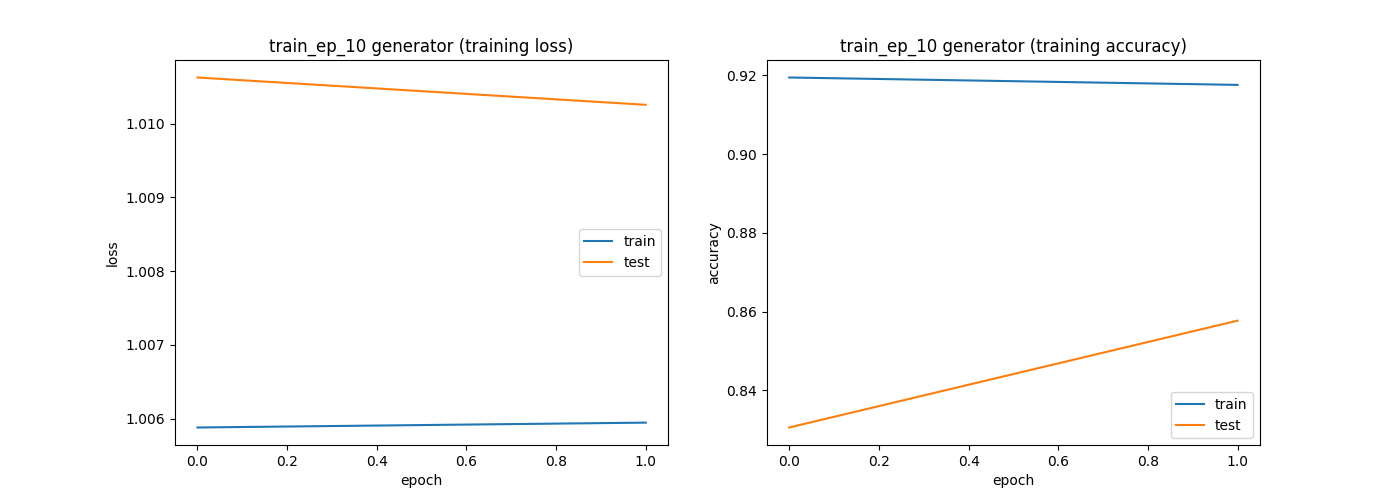 train_ep_10 generator (training loss)
1.010
1.009
1.008
1.007
1.006
loss
train
test
0.0 0.2 0.4 0.6 0.8 1.0
epoch
train_ep_10 generator (training accuracy)
0.92
0.90
0.88
0.86
0.84
accuracy
train
test
0.0 0.2 0.4 0.6 0.8 1.0
epoch